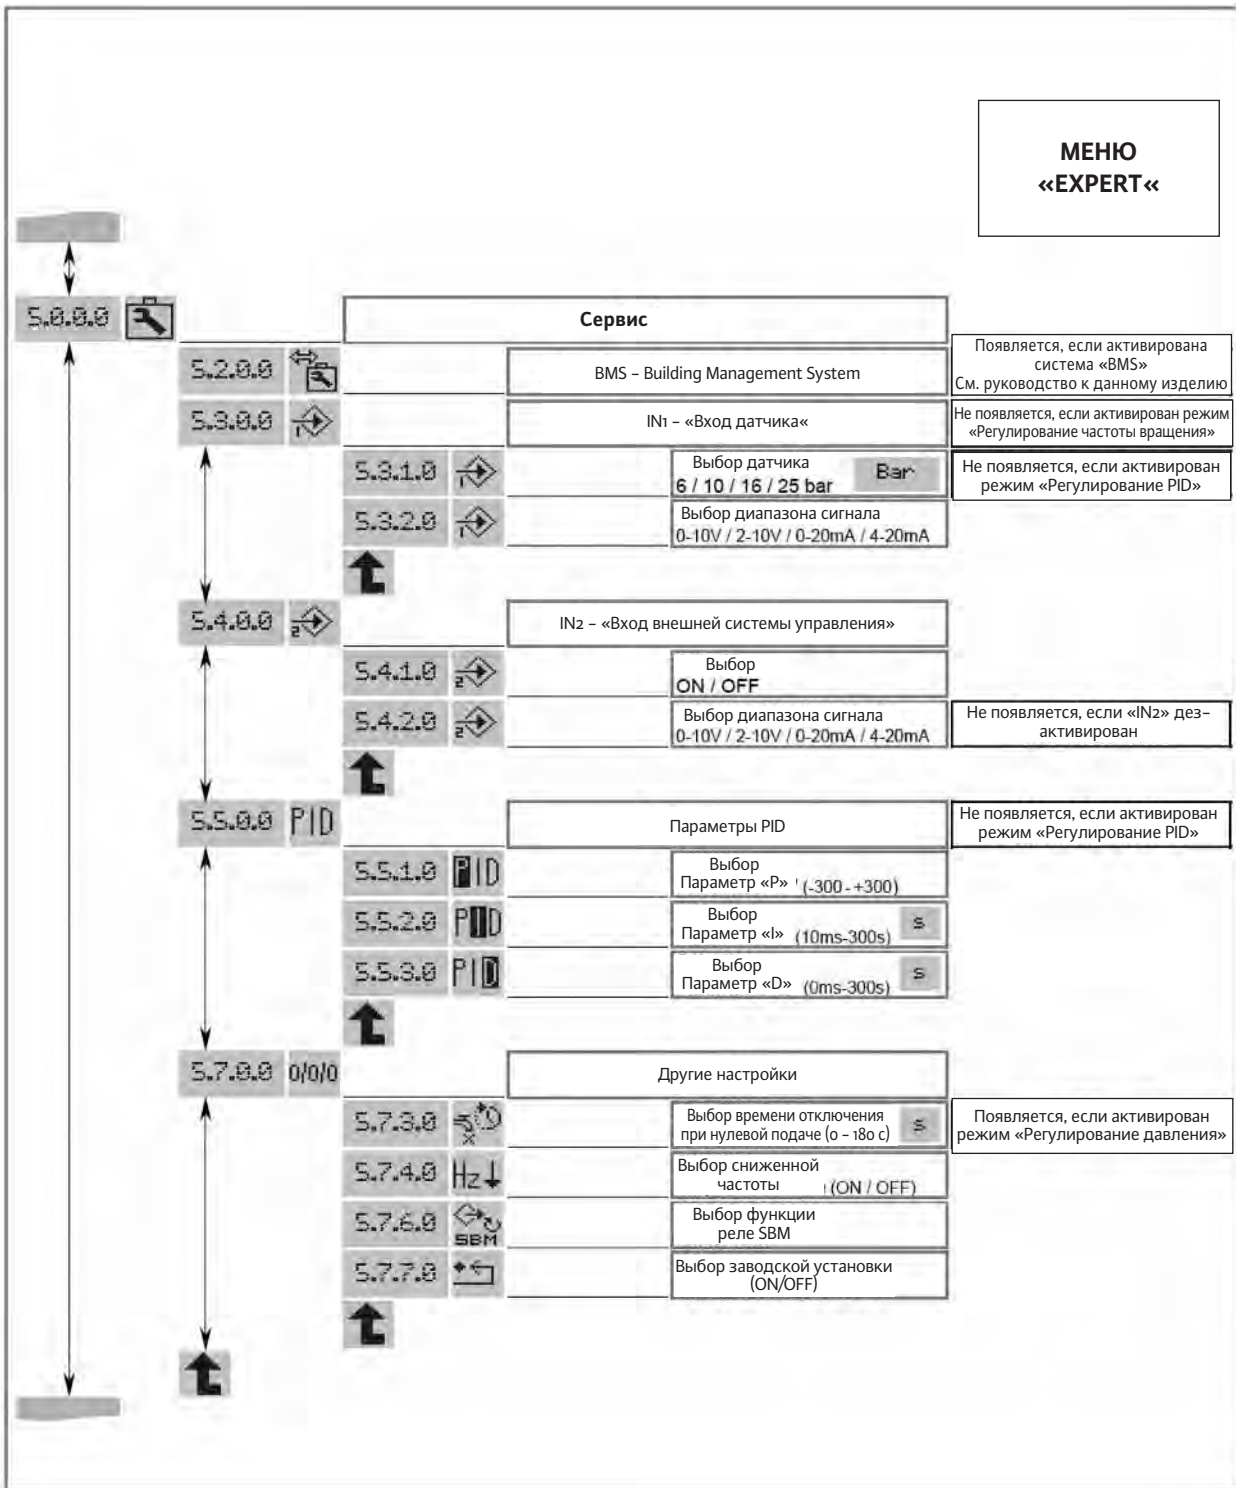 МЕНЮ
«EXPERT«
5.0.0.0
Сервис
5.2.0.0
BMS – Building Management System
Появляется, если активирована
система «BMS»
См. руководство к данному изделию
5.3.0.0
1
IN1 – «Вход датчика«
Не появляется, если активирован режим
«Регулирование частоты вращения»
5.3.1.0
1
Выбор датчика
6 / 10 / 16 / 25 bar
Bar
Не появляется, если активирован
режим «Регулирование PID»
5.3.2.0
1
Выбор диапазона сигнала
0-10V / 2-10V / 0-20mA / 4-20mA
5.4.0.0
2
IN2 – «Вход внешней системы управления»
5.4.1.0
2
Выбор
ON / OFF
5.4.2.0
2
Выбор диапазона сигнала
0-10V / 2-10V / 0-20mA / 4-20mA
Не появляется, если «IN2» дез-
активирован
5.5.0.0 PID
Параметры PID
Не появляется, если активирован
режим «Регулирование PID»
5.5.1.0 PID
Выбор
Параметр «P» (-300 - +300)
5.5.2.0 PID
Выбор
Параметр «I» (10ms-300s)
s
5.5.3.0 PID
Выбор
Параметр «D» (0ms-300s)
s
5.7.0.0 0/0/0
Другие настройки
5.7.3.0
X
Выбор времени отключения
при нулевой подаче (0 – 180 с)
s
Появляется, если активирован
режим «Регулирование давления»
5.7.4.0 Hz
Выбор сниженной
частоты (ON / OFF)
5.7.6.0
SBM
Выбор функции
реле SBM
5.7.7.0
Выбор заводской установки
(ON/OFF)